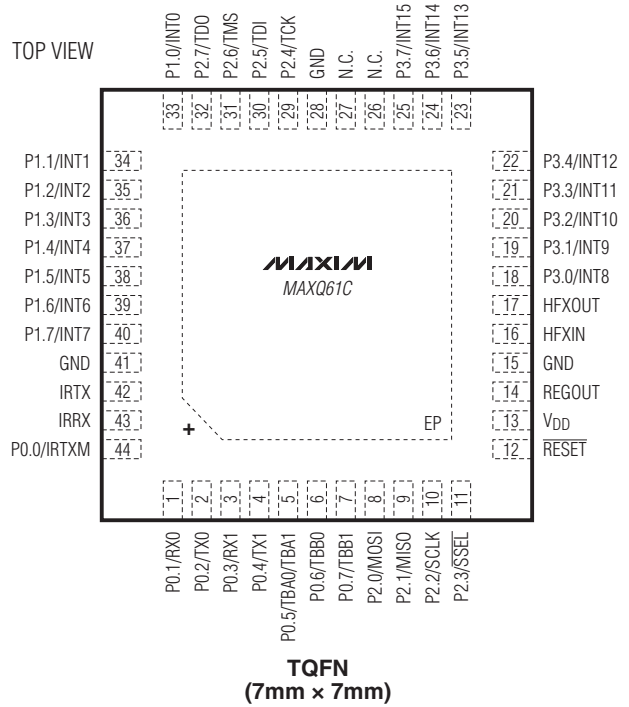 TOP VIEW
P1.0/INT0
P2.7/TDO
P2.6/TMS
P2.5/TDI
P2.4/TCK
GND
N.C.
N.C.
P3.7/INT15
P3.6/INT14
P3.5/INT13
33
32
31
30
29
28
27
26
25
24
23
P1.1/INT1 34
P1.2/INT2 35
P1.3/INT3 36
P1.4/INT4 37
P1.5/INT5 38
P1.6/INT6 39
P1.7/INT7 40
GND 41
IRTX 42
IRRX 43
P0.0/IRTXM 44
MAXIM
MAXQ61C
+
EP
22 P3.4/INT12
21 P3.3/INT11
20 P3.2/INT10
19 P3.1/INT9
18 P3.0/INT8
17 HFXOUT
16 HFXIN
15 GND
14 REGOUT
13 VDD
12 RESET
1
2
3
4
5
6
7
8
9
10
11
P0.1/RX0
P0.2/TX0
P0.3/RX1
P0.4/TX1
P0.5/TBA0/TBA1
P0.6/TBB0
P0.7/TBB1
P2.0/MOSI
P2.1/MISO
P2.2/SCLK
P2.3/SSEL
TQFN
(7mm × 7mm)